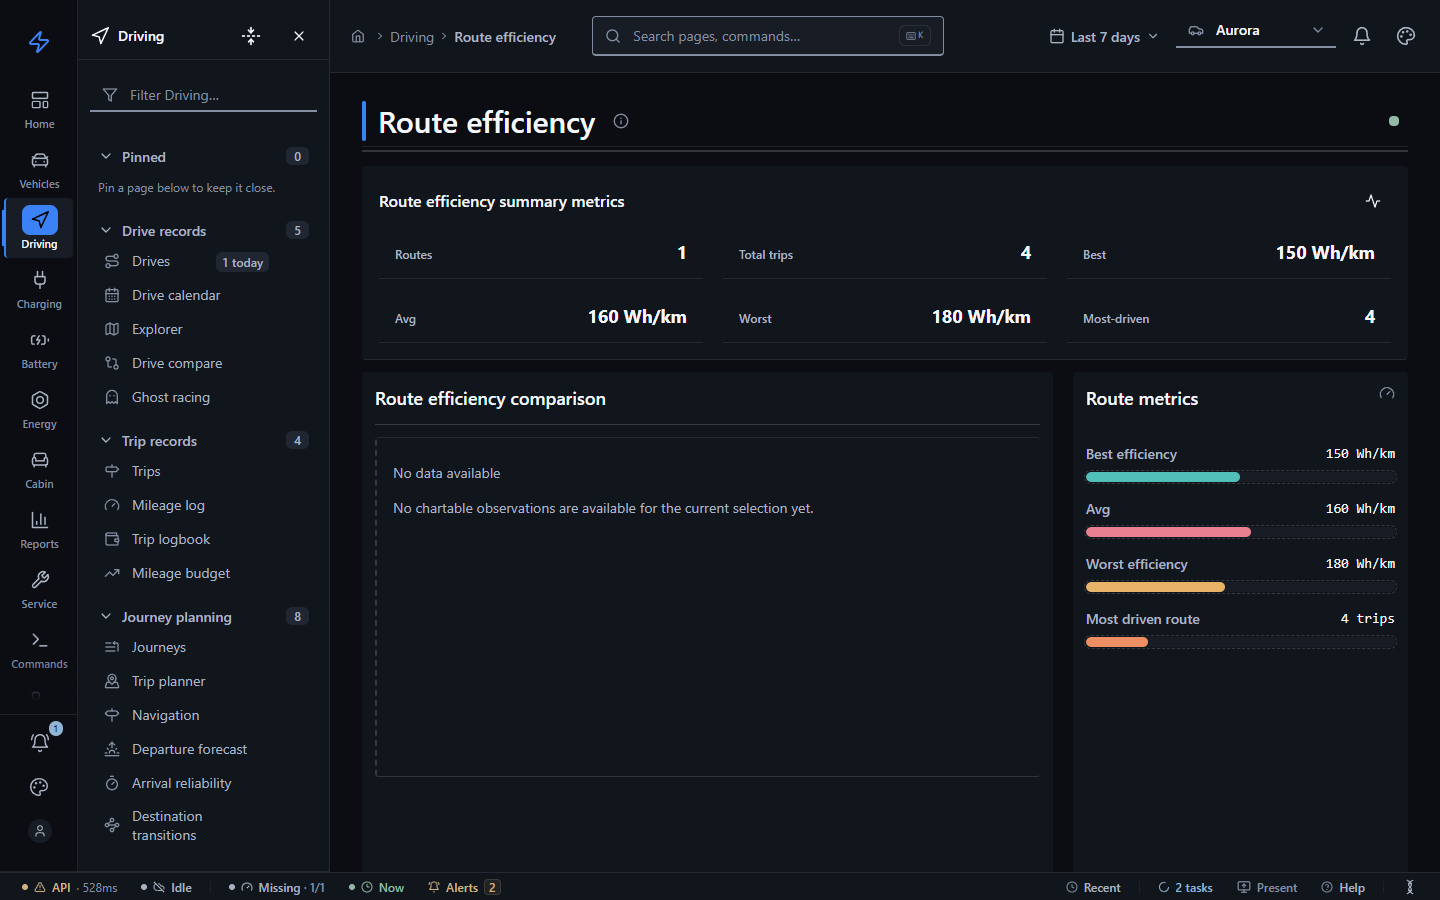 Home
Vehicles
Driving
Charging
Battery
Energy
Cabin
Reports
Service
Commands
1
Driving
Filter Driving...
Pinned 0
Pin a page below to keep it close.
Drive records 5
Drives 1 today
Drive calendar
Explorer
Drive compare
Ghost racing
Trip records 4
Trips
Mileage log
Trip logbook
Mileage budget
Journey planning 8
Journeys
Trip planner
Navigation
Departure forecast
Arrival reliability
Destination
transitions
Driving Route efficiency
Search pages, commands... K
Last 7 days
Aurora
Route efficiency
Route efficiency summary metrics
Routes 1
Total trips 4
Best 150 Wh/km
Avg 160 Wh/km
Worst 180 Wh/km
Most-driven 4
Route efficiency comparison
No data available
No chartable observations are available for the current selection yet.
Route metrics
Best efficiency 150 Wh/km
Avg 160 Wh/km
Worst efficiency 180 Wh/km
Most driven route 4 trips
API · 528ms
Idle
Missing · 1/1
Now
Alerts 2
Recent
2 tasks
Present
Help